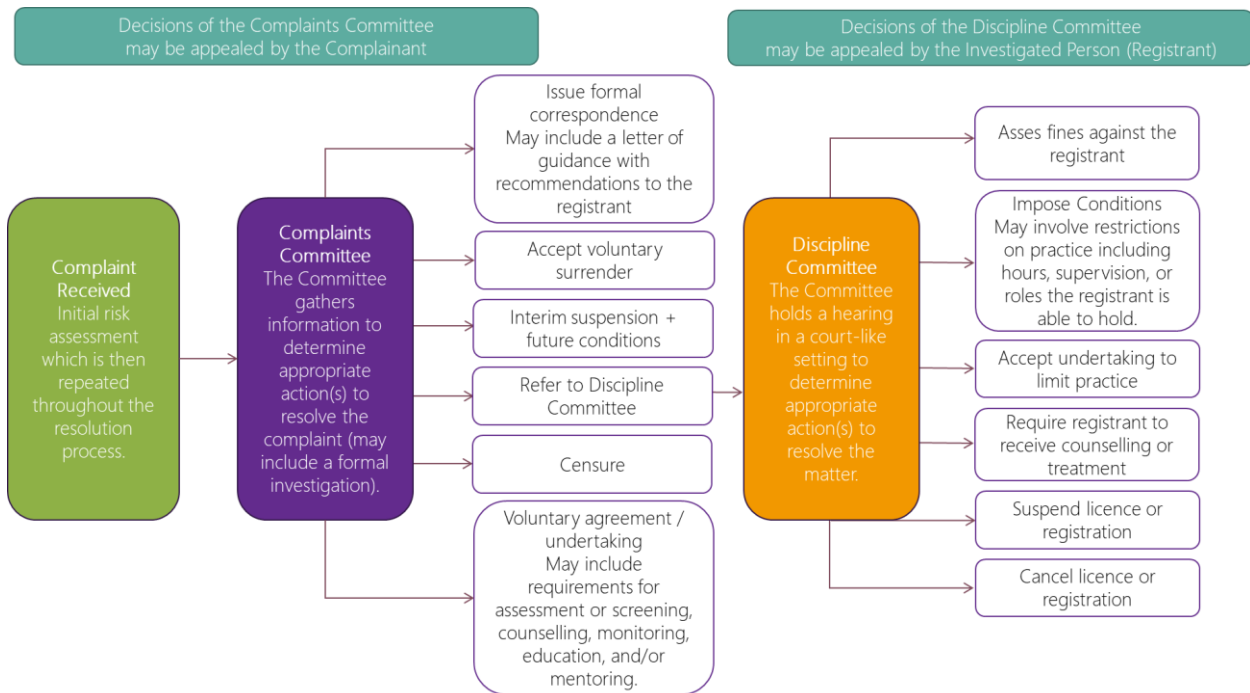 Decisions of the Complaints Committee
may be appealed by the Complainant
Decisions of the Discipline Committee
may be appealed by the Investigated Person (Registrant)
Complaint
Received
Initial risk
assessment
which is then
repeated
throughout the
resolution
process.
Complaints
Committee
The Committee
gathers
information to
determine
appropriate
action(s) to
resolve the
complaint (may
include a formal
investigation).
Issue formal
correspondence
May include a letter of
guidance with
recommendations to the
registrant
Accept voluntary
surrender
Interim suspension +
future conditions
Refer to Discipline
Committee
Censure
Voluntary agreement /
undertaking
May include
requirements for
assessment or screening,
counselling, monitoring,
education, and/or
mentoring.
Discipline
Committee
The Committee
holds a hearing
in a court-like
setting to
determine
appropriate
action(s) to
resolve the
matter.
Asses fines against the
registrant
Impose Conditions
May involve restrictions
on practice including
hours, supervision, or
roles the registrant is
able to hold.
Accept undertaking to
limit practice
Require registrant to
receive counselling or
treatment
Suspend licence or
registration
Cancel licence or
registration